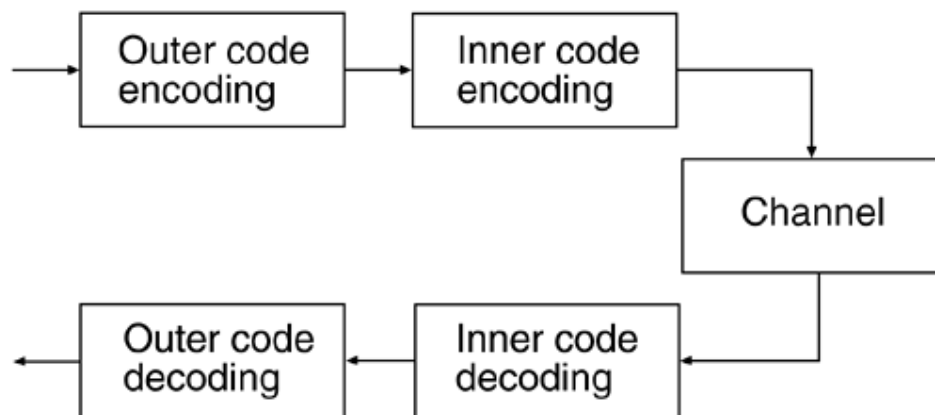 Outer code
encoding
Inner code
encoding
Channel
Outer code
decoding
Inner code
decoding